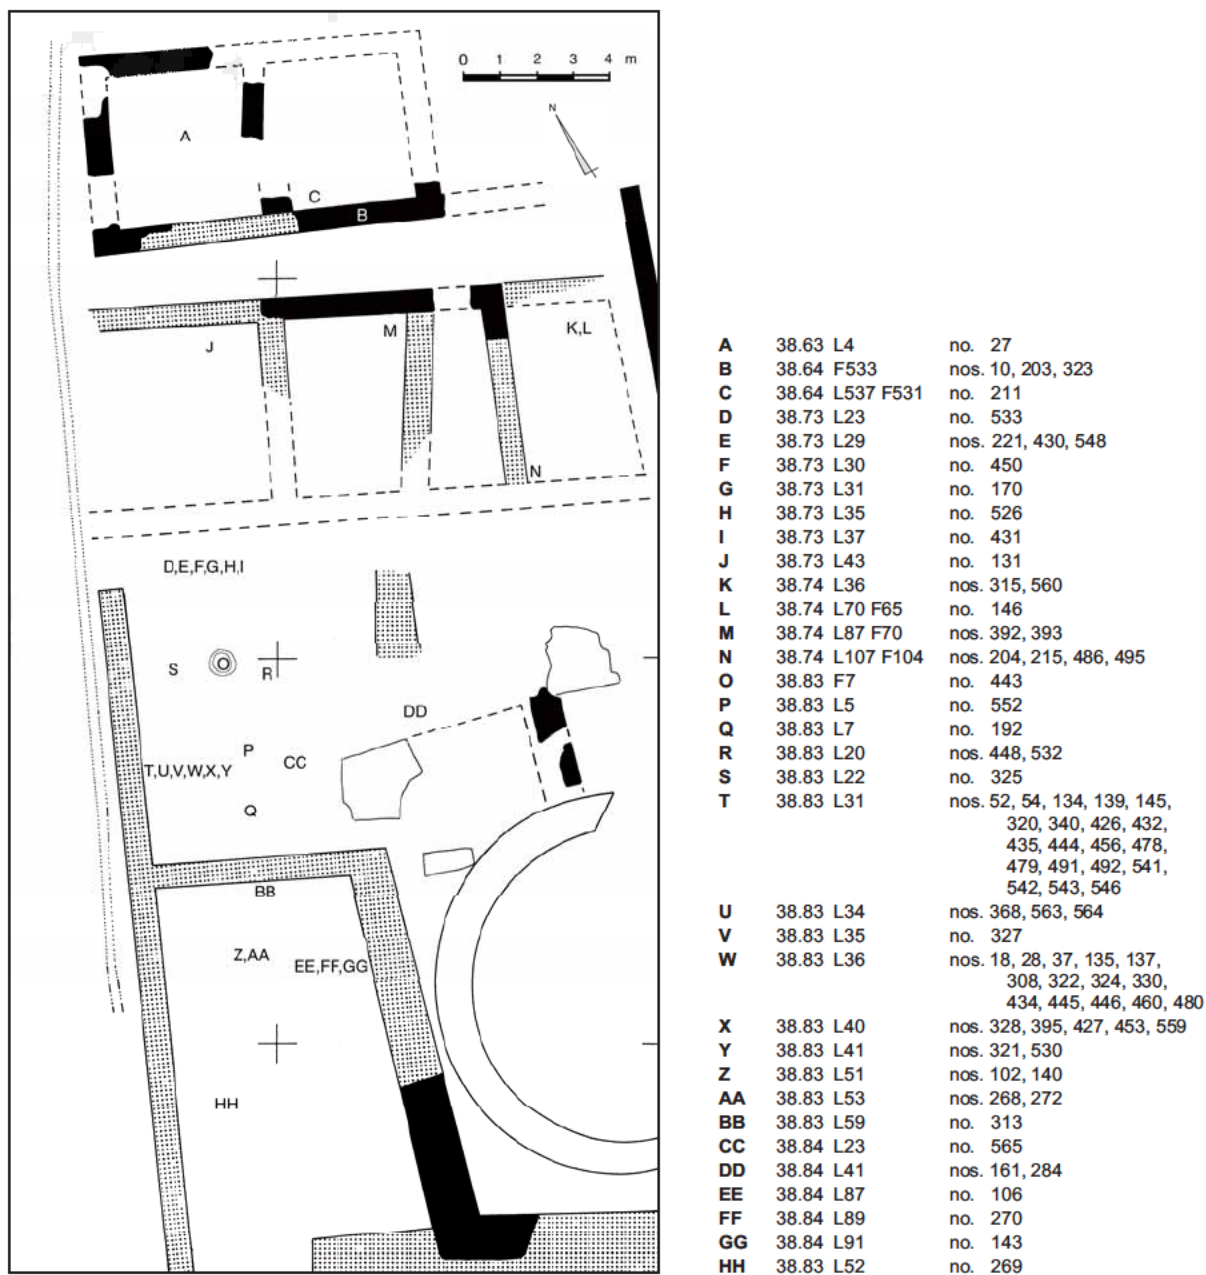 0 1 2 3 4 m
N
A
C
B
J
M
K,L
N
D,E,F,G,H,I
S
O
R
DD
P
CC
T,U,V,W,X,Y
Q
BB
Z,AA
EE,FF,GG
HH
A 38.63 L4 no. 27
B 38.64 F533 nos. 10, 203, 323
C 38.64 L537 F531 no. 211
D 38.73 L23 no. 533
E 38.73 L29 nos. 221, 430, 548
F 38.73 L30 no. 450
G 38.73 L31 no. 170
H 38.73 L35 no. 526
I 38.73 L37 no. 431
J 38.73 L43 no. 131
K 38.74 L36 nos. 315, 560
L 38.74 L70 F65 no. 146
M 38.74 L87 F70 nos. 392, 393
N 38.74 L107 F104 nos. 204, 215, 486, 495
O 38.83 F7 no. 443
P 38.83 L5 no. 552
Q 38.83 L7 no. 192
R 38.83 L20 nos. 448, 532
S 38.83 L22 no. 325
T 38.83 L31 nos. 52, 54, 134, 139, 145,
320, 340, 426, 432,
435, 444, 456, 478,
479, 491, 492, 541,
542, 543, 546
U 38.83 L34 nos. 368, 563, 564
V 38.83 L35 no. 327
W 38.83 L36 nos. 18, 28, 37, 135, 137,
308, 322, 324, 330,
434, 445, 446, 460, 480
X 38.83 L40 nos. 328, 395, 427, 453, 559
Y 38.83 L41 nos. 321, 530
Z 38.83 L51 nos. 102, 140
AA 38.83 L53 nos. 268, 272
BB 38.83 L59 no. 313
CC 38.84 L23 no. 565
DD 38.84 L41 nos. 161, 284
EE 38.84 L87 no. 106
FF 38.84 L89 no. 270
GG 38.84 L91 no. 143
HH 38.83 L52 no. 269